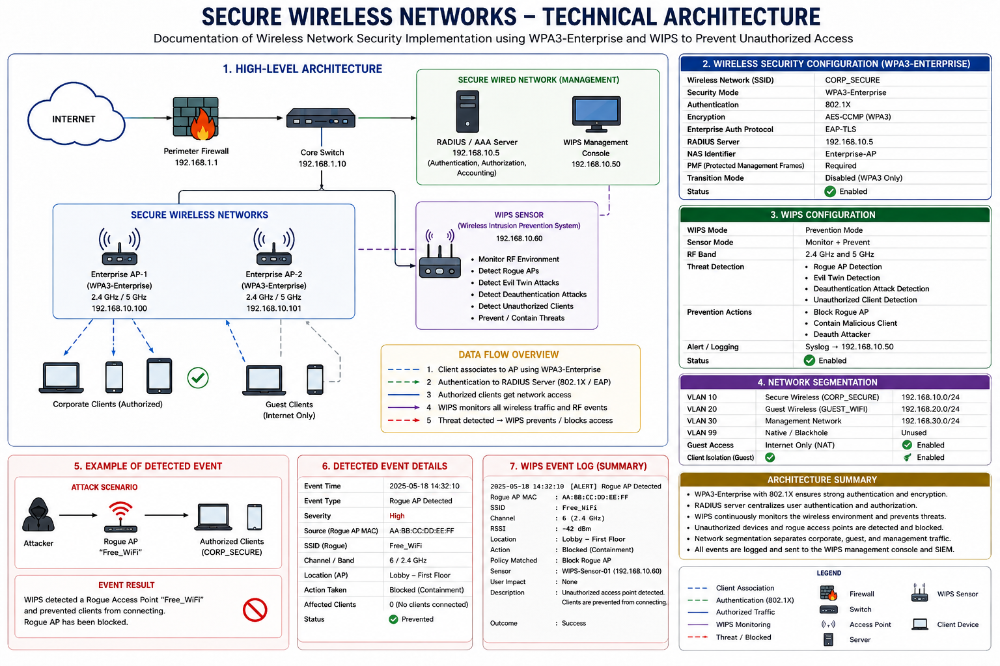 SECURE WIRELESS NETWORKS – TECHNICAL ARCHITECTURE
Documentation of Wireless Network Security Implementation using WPA3-Enterprise and WIPS to Prevent Unauthorized Access
1. HIGH-LEVEL ARCHITECTURE
INTERNET
Perimeter Firewall
192.168.1.1
Core Switch
192.168.1.10
SECURE WIRED NETWORK (MANAGEMENT)
RADIUS / AAA Server
192.168.10.5
(Authentication, Authorization,
Accounting)
WIPS Management
Console
192.168.10.50
SECURE WIRELESS NETWORKS
Enterprise AP-1
(WPA3-Enterprise)
2.4 GHz / 5 GHz
192.168.10.100
Enterprise AP-2
(WPA3-Enterprise)
2.4 GHz / 5 GHz
192.168.10.101
WIPS SENSOR
(Wireless Intrusion Prevention System)
192.168.10.60
• Monitor RF Environment
• Detect Rogue APs
• Detect Evil Twin Attacks
• Detect Deauthentication Attacks
• Detect Unauthorized Clients
• Prevent / Contain Threats
Corporate Clients (Authorized)
Guest Clients
(Internet Only)
DATA FLOW OVERVIEW
1. Client associates to AP using WPA3-Enterprise
2 Authentication to RADIUS Server (802.1X / EAP)
3 Authorized clients get network access
4 WIPS monitors all wireless traffic and RF events
5 Threat detected → WIPS prevents / blocks access
2. WIRELESS SECURITY CONFIGURATION (WPA3-ENTERPRISE)
Wireless Network (SSID) CORP_SECURE
Security Mode WPA3-Enterprise
Authentication 802.1X
Encryption AES-CCMP (WPA3)
Enterprise Auth Protocol EAP-TLS
RADIUS Server 192.168.10.5
NAS Identifier Enterprise-AP
PMF (Protected Management Frames) Required
Transition Mode Disabled (WPA3 Only)
Status Enabled
3. WIPS CONFIGURATION
WIPS Mode Prevention Mode
Sensor Mode Monitor + Prevent
RF Band 2.4 GHz and 5 GHz
Threat Detection • Rogue AP Detection
• Evil Twin Detection
• Deauthentication Attack Detection
• Unauthorized Client Detection
Prevention Actions • Block Rogue AP
• Contain Malicious Client
• Deauth Attacker
Alert / Logging Syslog → 192.168.10.50
Status Enabled
4. NETWORK SEGMENTATION
VLAN 10 Secure Wireless (CORP_SECURE) 192.168.10.0/24
VLAN 20 Guest Wireless (GUEST_WIFI) 192.168.20.0/24
VLAN 30 Management Network 192.168.30.0/24
VLAN 99 Native / Blackhole Unused
Guest Access Internet Only (NAT) Enabled
Client Isolation (Guest) Enabled
5. EXAMPLE OF DETECTED EVENT
ATTACK SCENARIO
Attacker
Rogue AP
"Free_WiFi"
Authorized Clients
(CORP_SECURE)
EVENT RESULT
WIPS detected a Rogue Access Point "Free_WiFi"
and prevented clients from connecting.
Rogue AP has been blocked.
6. DETECTED EVENT DETAILS
Event Time 2025-05-18 14:32:10
Event Type Rogue AP Detected
Severity High
Source (Rogue AP MAC) AA:BB:CC:DD:EE:FF
SSID (Rogue) Free_WiFi
Channel / Band 6 / 2.4 GHz
Location (AP) Lobby – First Floor
Action Taken Blocked (Containment)
Affected Clients 0 (No clients connected)
Status Prevented
7. WIPS EVENT LOG (SUMMARY)
2025-05-18 14:32:10 [ALERT] Rogue AP Detected
Rogue AP MAC : AA:BB:CC:DD:EE:FF
SSID : Free_WiFi
Channel : 6 (2.4 GHz)
RSSI : -42 dBm
Location : Lobby – First Floor
Action : Blocked (Containment)
Policy Matched : Block Rogue AP
Sensor : WIPS-Sensor-01 (192.168.10.60)
User Impact : None
Description : Unauthorized access point detected.
Clients are prevented from connecting.
Outcome : Success
ARCHITECTURE SUMMARY
• WPA3-Enterprise with 802.1X ensures strong authentication and encryption.
• RADIUS server centralizes user authentication and authorization.
• WIPS continuously monitors the wireless environment and prevents threats.
• Unauthorized devices and rogue access points are detected and blocked.
• Network segmentation separates corporate, guest, and management traffic.
• All events are logged and sent to the WIPS management console and SIEM.
LEGEND
Client Association
Authentication (802.1X)
Authorized Traffic
WIPS Monitoring
Threat / Blocked
Firewall
Switch
Access Point
Server
WIPS Sensor
Client Device